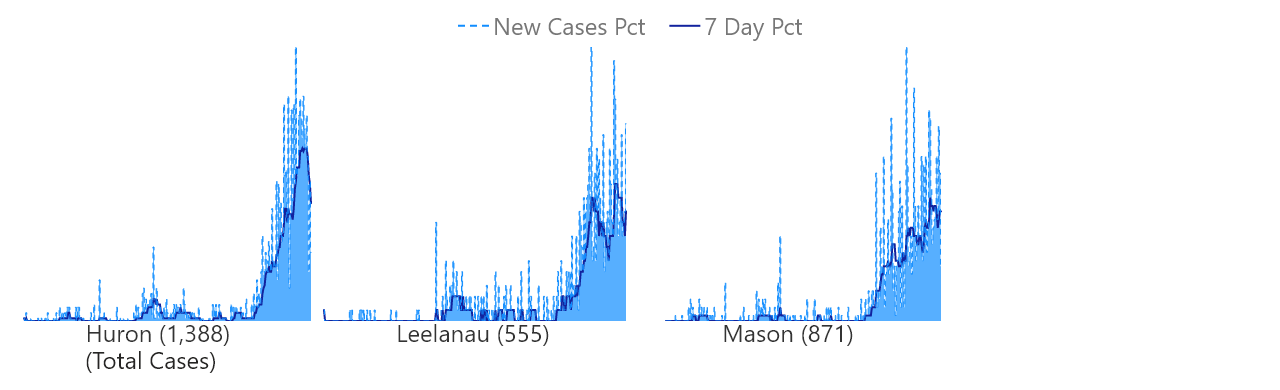 New Cases Pct 7 Day Pct
Huron (1,388) Leelanau (555) Mason (871)
(Total Cases)